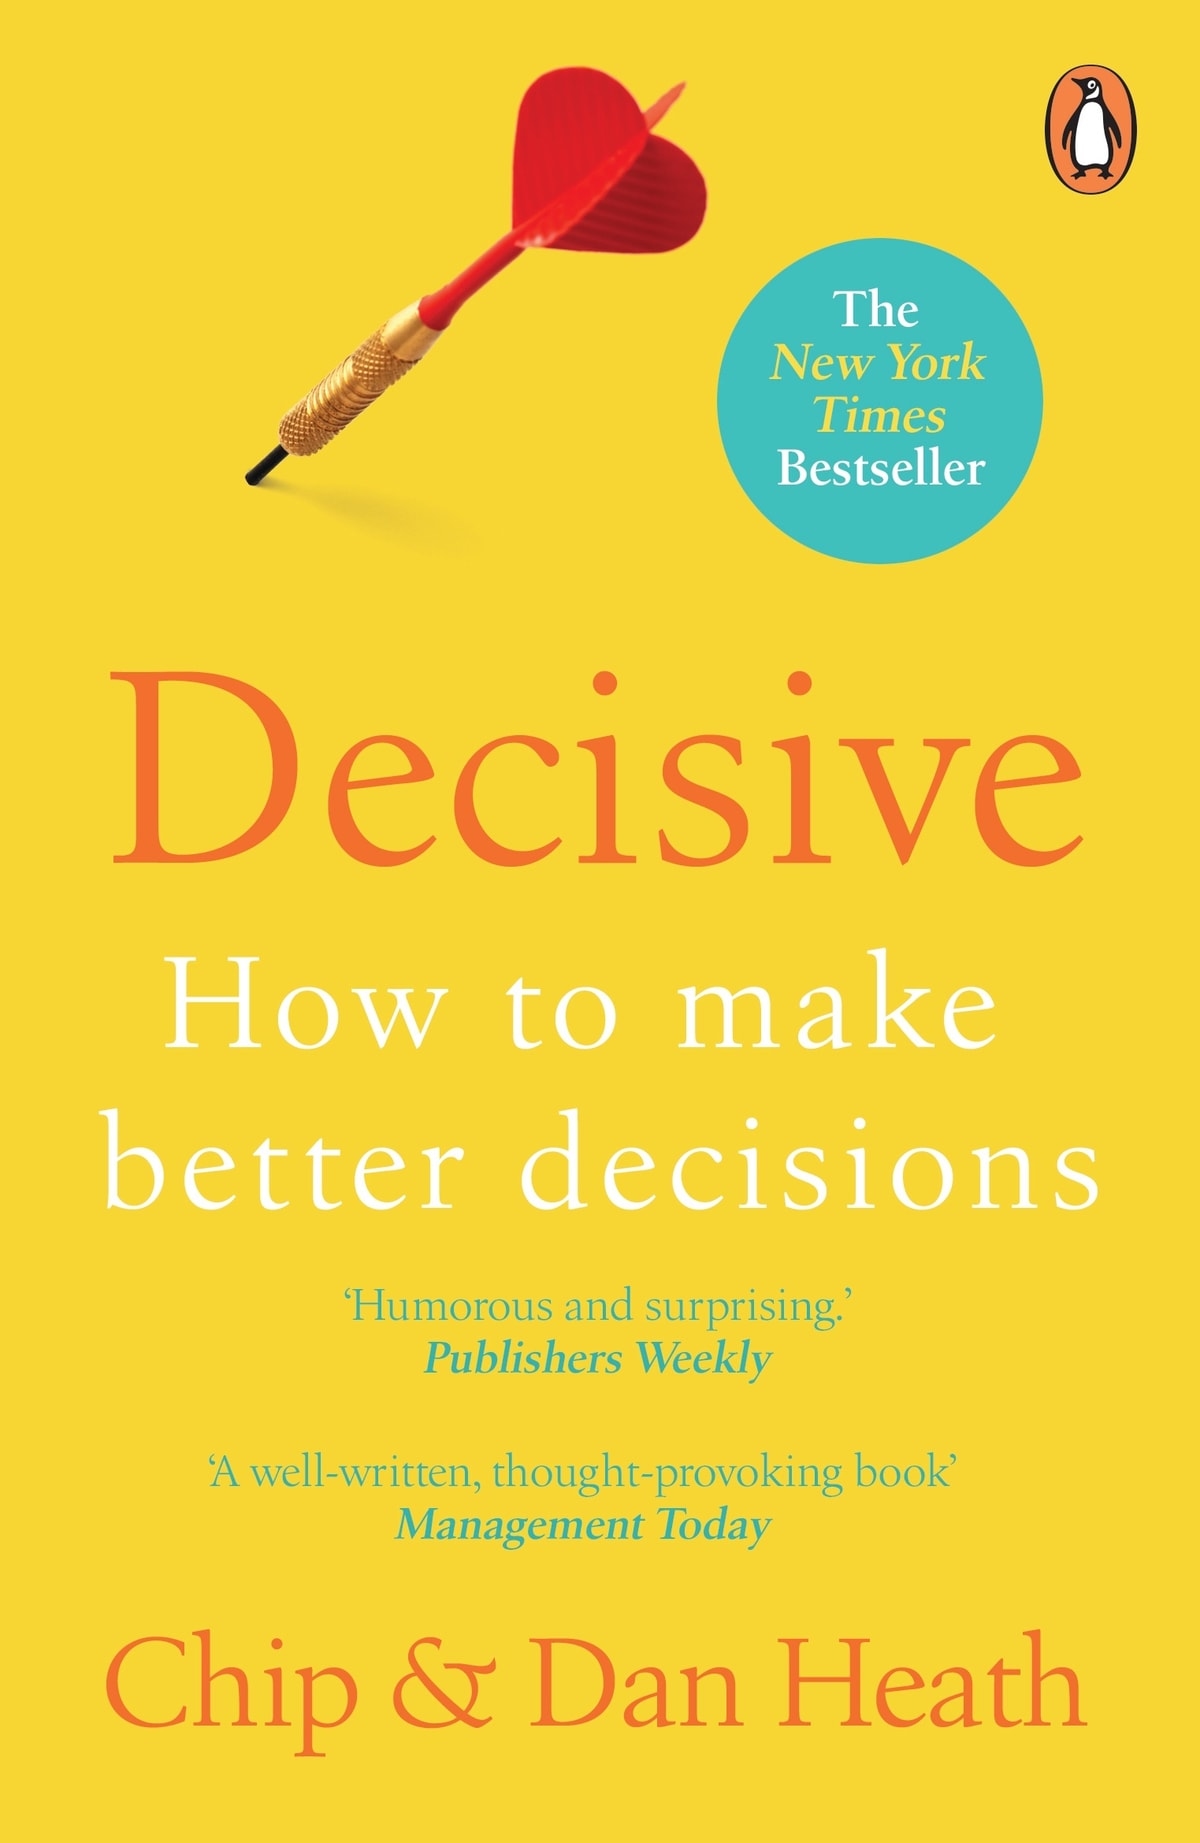 The
New York
Times
Bestseller
Decisive
How to make
better decisions
‘Humorous and surprising.’
Publishers Weekly
‘A well-written, thought-provoking book’
Management Today
Chip & Dan Heath